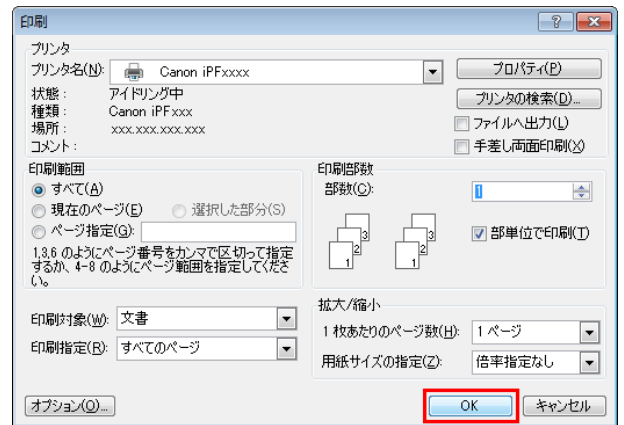 印刷
プリンタ
プリンタ名(N): Canon iPFxxxx プロパティ(P)
状態： アイドリング中 プリンタの検索(D)...
種類： Canon iPFxxx
場所： xxx.xxx.xxx.xxx ファイルへ出力(L)
コメント： 手差し両面印刷(X)
印刷範囲
すべて(A)
現在のページ(E) 選択した部分(S)
ページ指定(G):
1,3,6 のようにページ番号をカンマで区切って指定
するか、4-8 のようにページ範囲を指定してくださ
い。
印刷部数
部数(C): 1
3 2 1 3 2 1 部単位で印刷(T)
印刷対象(W): 文書
印刷指定(R): すべてのページ
拡大/縮小
1 枚あたりのページ数(H): 1 ページ
用紙サイズの指定(Z): 倍率指定なし
オプション(O)... OK キャンセル